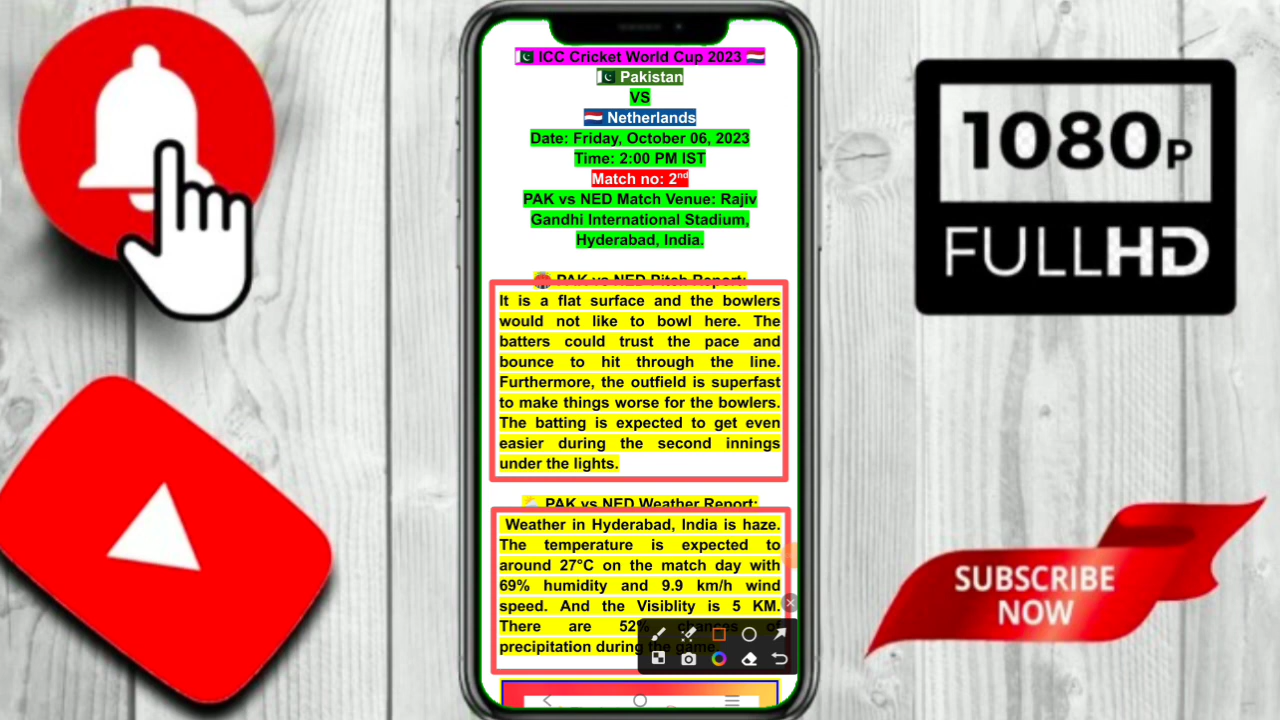 ICC Cricket World Cup 2023
Pakistan
VS
Netherlands
Date: Friday, October 06, 2023
Time: 2:00 PM IST
Match no: 2nd
PAK vs NED Match Venue: Rajiv
Gandhi International Stadium,
Hyderabad, India.
PAK vs NED Pitch Report:
It is a flat surface and the bowlers
would not like to bowl here. The
batters could trust the pace and
bounce to hit through the line.
Furthermore, the outfield is superfast
to make things worse for the bowlers.
The batting is expected to get even
easier during the second innings
under the lights.
PAK vs NED Weather Report:
Weather in Hyderabad, India is haze.
The temperature is expected to
around 27°C on the match day with
69% humidity and 9.9 km/h wind
speed. And the Visiblity is 5 KM.
There are 52% chances of
precipitation during the game.
1080P
FULLHD
SUBSCRIBE
NOW